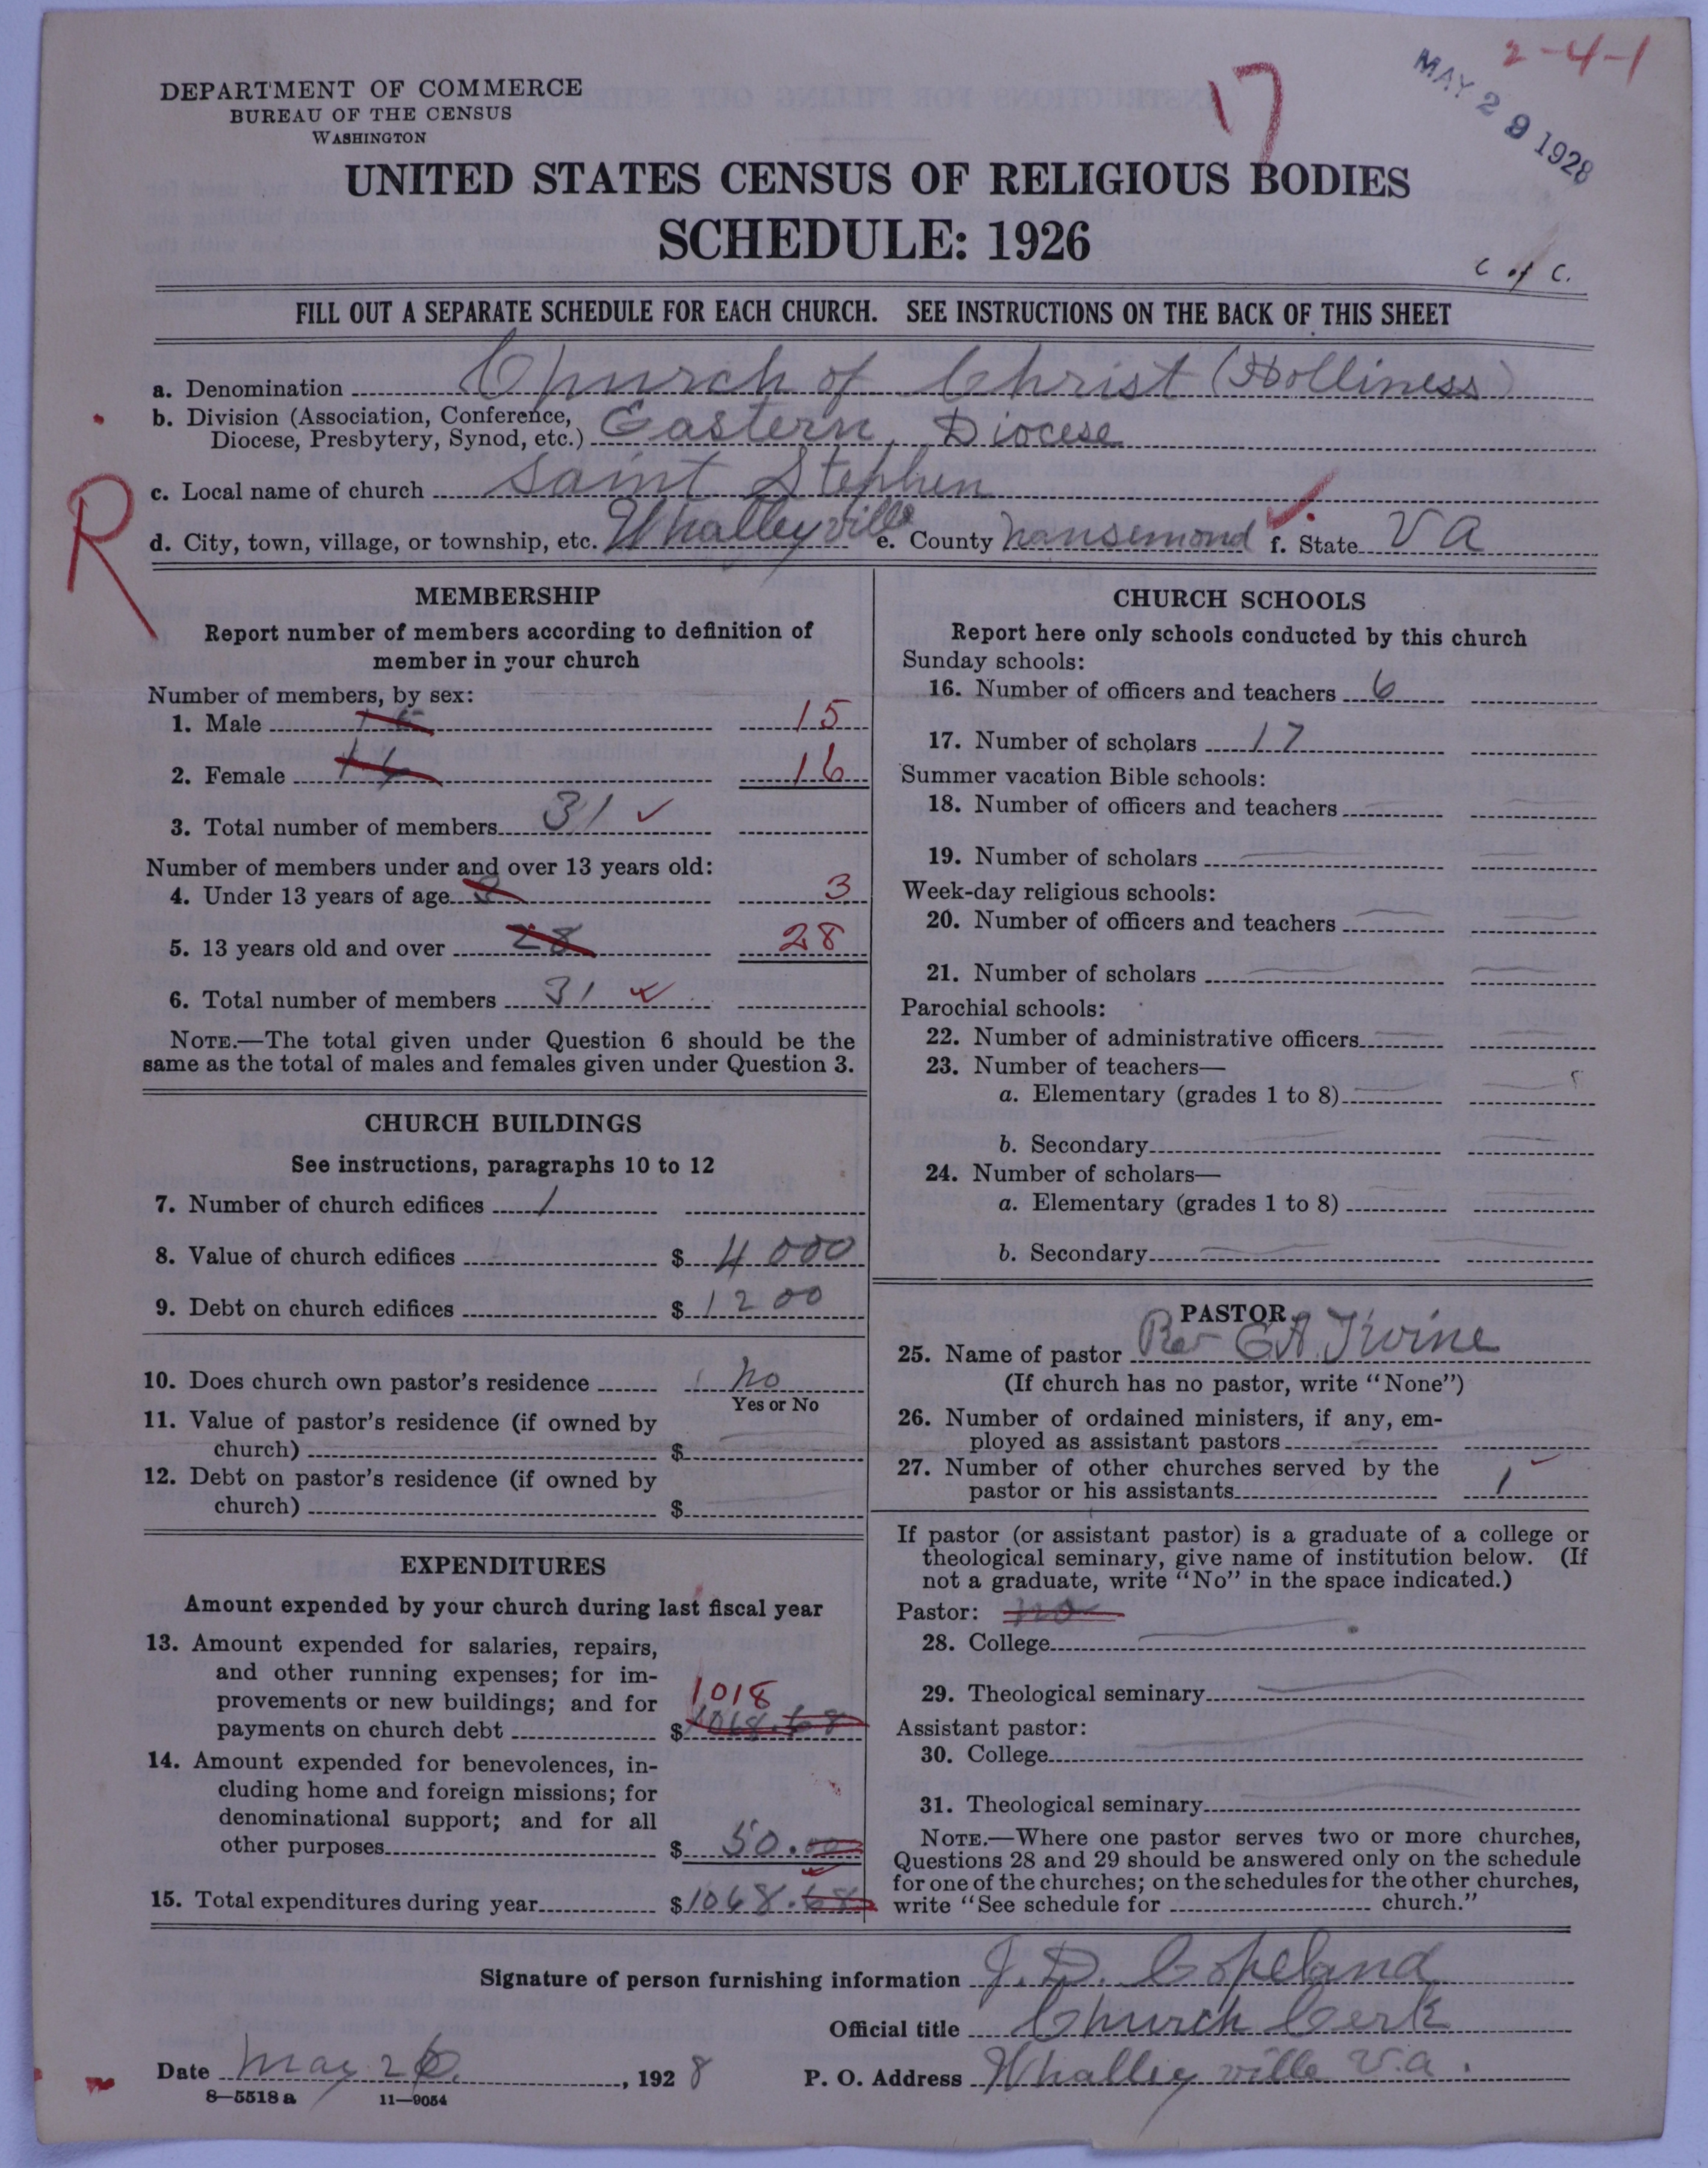 2-4-1
MAY 29 1928
17
DEPARTMENT OF COMMERCE
BUREAU OF THE CENSUS
WASHINGTON
UNITED STATES CENSUS OF RELIGIOUS BODIES
SCHEDULE: 1926
C of C.
FILL OUT A SEPARATE SCHEDULE FOR EACH CHURCH. SEE INSTRUCTIONS ON THE BACK OF THIS SHEET
a. Denomination Church of Christ (Holliness)
b. Division (Association, Conference,
Diocese, Presbytery, Synod, etc.) Eastern, Diocese
R
c. Local name of church Saint Stephen
d. City, town, village, or township, etc. Whalleyville e. County Nansemond f. State VA
MEMBERSHIP
Report number of members according to definition of
member in your church
Number of members, by sex:
1. Male 15 15
2. Female 16 16
3. Total number of members 31
Number of members under and over 13 years old:
4. Under 13 years of age 3 3
5. 13 years old and over 28 28
6. Total number of members 31
NOTE.—The total given under Question 6 should be the
same as the total of males and females given under Question 3.
CHURCH BUILDINGS
See instructions, paragraphs 10 to 12
7. Number of church edifices 1
8. Value of church edifices $ 4000
9. Debt on church edifices $ 1200
10. Does church own pastor's residence No
Yes or No
11. Value of pastor's residence (if owned by
church) $
12. Debt on pastor's residence (if owned by
church) $
EXPENDITURES
Amount expended by your church during last fiscal year
13. Amount expended for salaries, repairs,
and other running expenses; for im-
provements or new buildings; and for 1018
payments on church debt $ 1068.68
14. Amount expended for benevolences, in-
cluding home and foreign missions; for
denominational support; and for all
other purposes $ 50.00
15. Total expenditures during year $ 1068.68
CHURCH SCHOOLS
Report here only schools conducted by this church
Sunday schools:
16. Number of officers and teachers 6
17. Number of scholars 17
Summer vacation Bible schools:
18. Number of officers and teachers
19. Number of scholars
Week-day religious schools:
20. Number of officers and teachers
21. Number of scholars
Parochial schools:
22. Number of administrative officers
23. Number of teachers—
a. Elementary (grades 1 to 8)
b. Secondary
24. Number of scholars—
a. Elementary (grades 1 to 8)
b. Secondary
PASTOR
25. Name of pastor Rev G.A. Irvine
(If church has no pastor, write "None")
26. Number of ordained ministers, if any, em-
ployed as assistant pastors
27. Number of other churches served by the
pastor or his assistants 1
If pastor (or assistant pastor) is a graduate of a college or
theological seminary, give name of institution below. (If
not a graduate, write "No" in the space indicated.)
Pastor: no
28. College
29. Theological seminary
Assistant pastor:
30. College
31. Theological seminary
NOTE.—Where one pastor serves two or more churches,
Questions 28 and 29 should be answered only on the schedule
for one of the churches; on the schedules for the other churches,
write "See schedule for church."
Signature of person furnishing information J. D. Copeland
Official title Church Cerk
Date May 26, 1928 P. O. Address Whalley ville V.a.
8—5518 a 11—9054